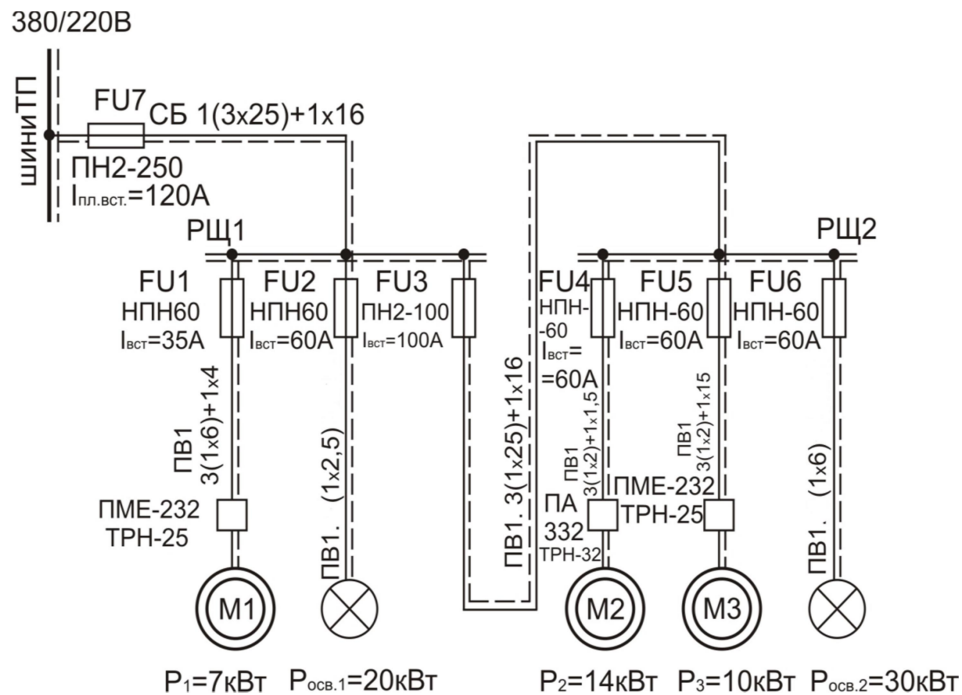 380/220В
шини ТП
FU7
СБ 1(3х25)+1х16
ПН2-250
Iпл.вст.=120А
РЩ1
РЩ2
FU1
НПН60
Iвст=35А
FU2
НПН60
Iвст=60А
FU3
ПН2-100
Iвст=100А
FU4
НПН-
-60
Iвст=
=60А
FU5
НПН-60
Iвст=60А
FU6
НПН-60
Iвст=60А
ПВ1
3(1х6)+1х4
ПВ1. (1х2,5)
ПВ1. 3(1х25)+1х16
ПВ1
3(1х2)+1х1,5
ПВ1
3(1х2)+1х15
ПВ1. (1х6)
ПМЕ-232
ТРН-25
ПА
332
ТРН-32
ПМЕ-232
ТРН-25
М1
М2
М3
P1=7кВт
Pосв.1=20кВт
P2=14кВт
P3=10кВт
Pосв.2=30кВт